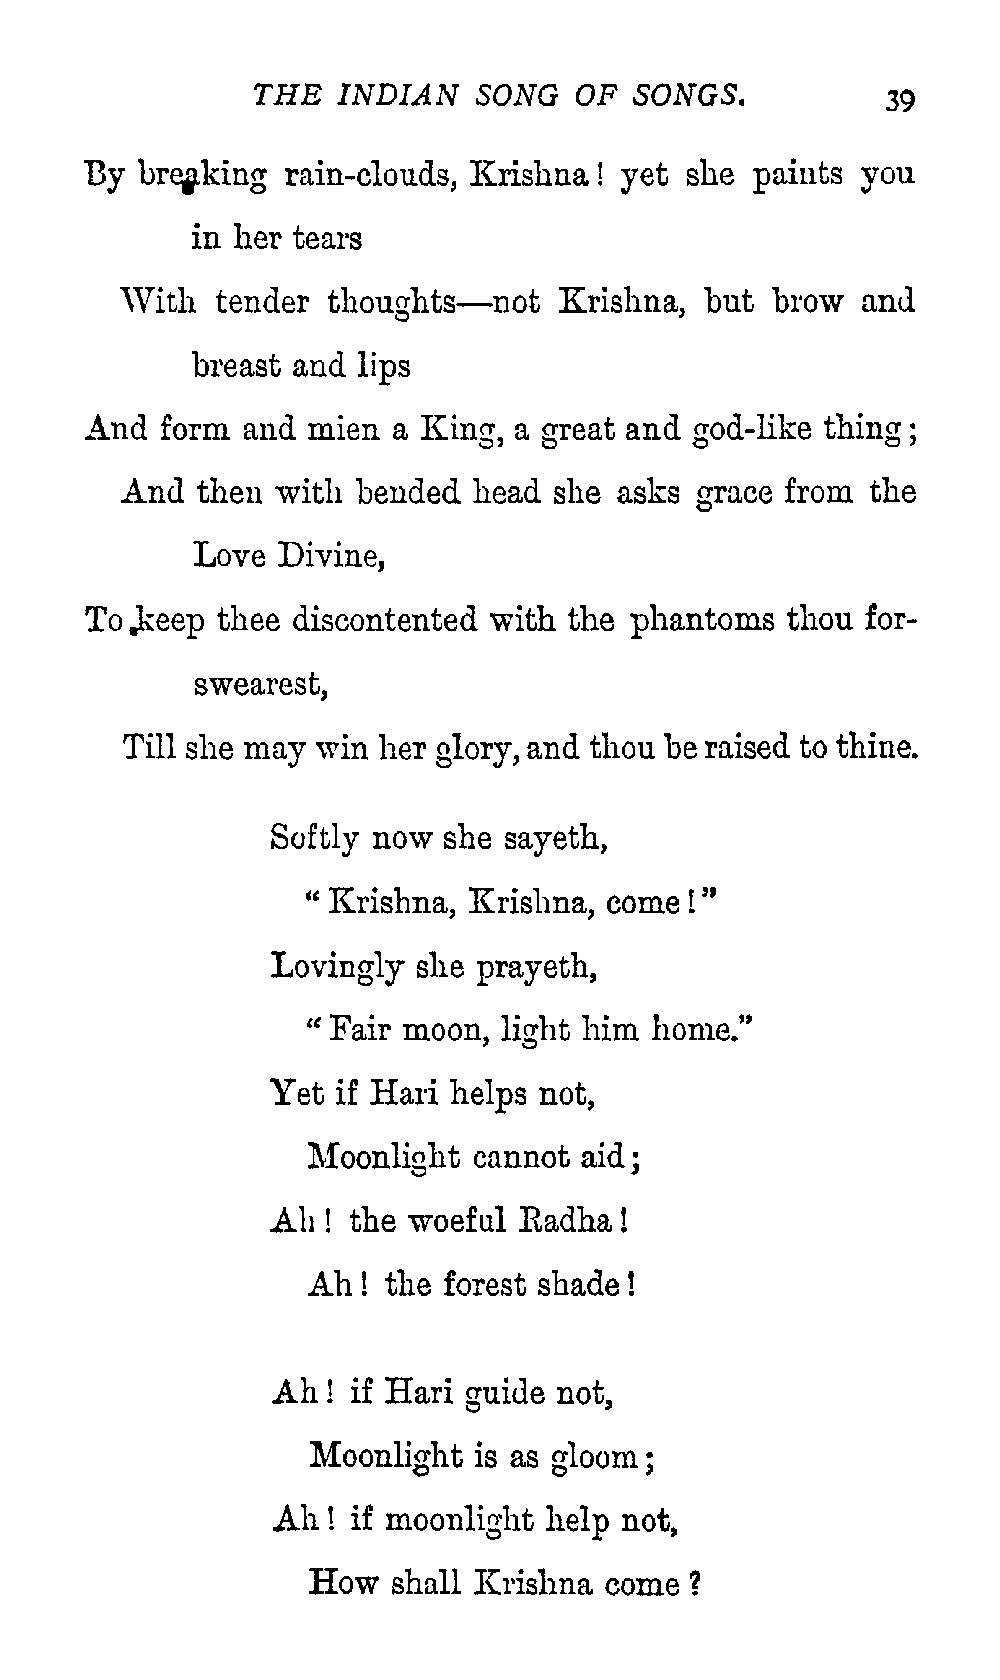 THE INDIAN SONG OF SONGS. 39
By breaking rain-clouds, Krishna! yet she paints you
in her tears
With tender thoughts—not Krishna, but brow and
breast and lips
And form and mien a King, a great and god-like thing;
And then with bended head she asks grace from the
Love Divine,
To keep thee discontented with the phantoms thou for-
swearest,
Till she may win her glory, and thou be raised to thine.
Softly now she sayeth,
"Krishna, Krishna, come!"
Lovingly she prayeth,
"Fair moon, light him home."
Yet if Hari helps not,
Moonlight cannot aid;
Ah! the woeful Radha!
Ah! the forest shade!
Ah! if Hari guide not,
Moonlight is as gloom;
Ah! if moonlight help not,
How shall Krishna come?